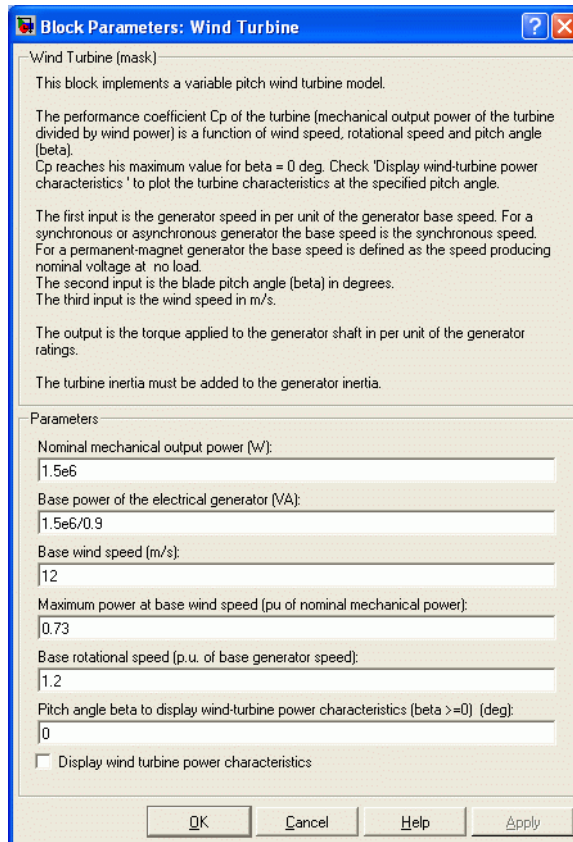 Block Parameters: Wind Turbine
Wind Turbine (mask)
This block implements a variable pitch wind turbine model.
The performance coefficient Cp of the turbine (mechanical output power of the turbine
divided by wind power) is a function of wind speed, rotational speed and pitch angle
(beta).
Cp reaches his maximum value for beta = 0 deg. Check 'Display wind-turbine power
characteristics ' to plot the turbine characteristics at the specified pitch angle.
The first input is the generator speed in per unit of the generator base speed. For a
synchronous or asynchronous generator the base speed is the synchronous speed.
For a permanent-magnet generator the base speed is defined as the speed producing
nominal voltage at no load.
The second input is the blade pitch angle (beta) in degrees.
The third input is the wind speed in m/s.
The output is the torque applied to the generator shaft in per unit of the generator
ratings.
The turbine inertia must be added to the generator inertia.
Parameters
Nominal mechanical output power (W):
1.5e6
Base power of the electrical generator (VA):
1.5e6/0.9
Base wind speed (m/s):
12
Maximum power at base wind speed (pu of nominal mechanical power):
0.73
Base rotational speed (p.u. of base generator speed):
1.2
Pitch angle beta to display wind-turbine power characteristics (beta >=0) (deg):
0
Display wind turbine power characteristics
OK Cancel Help Apply